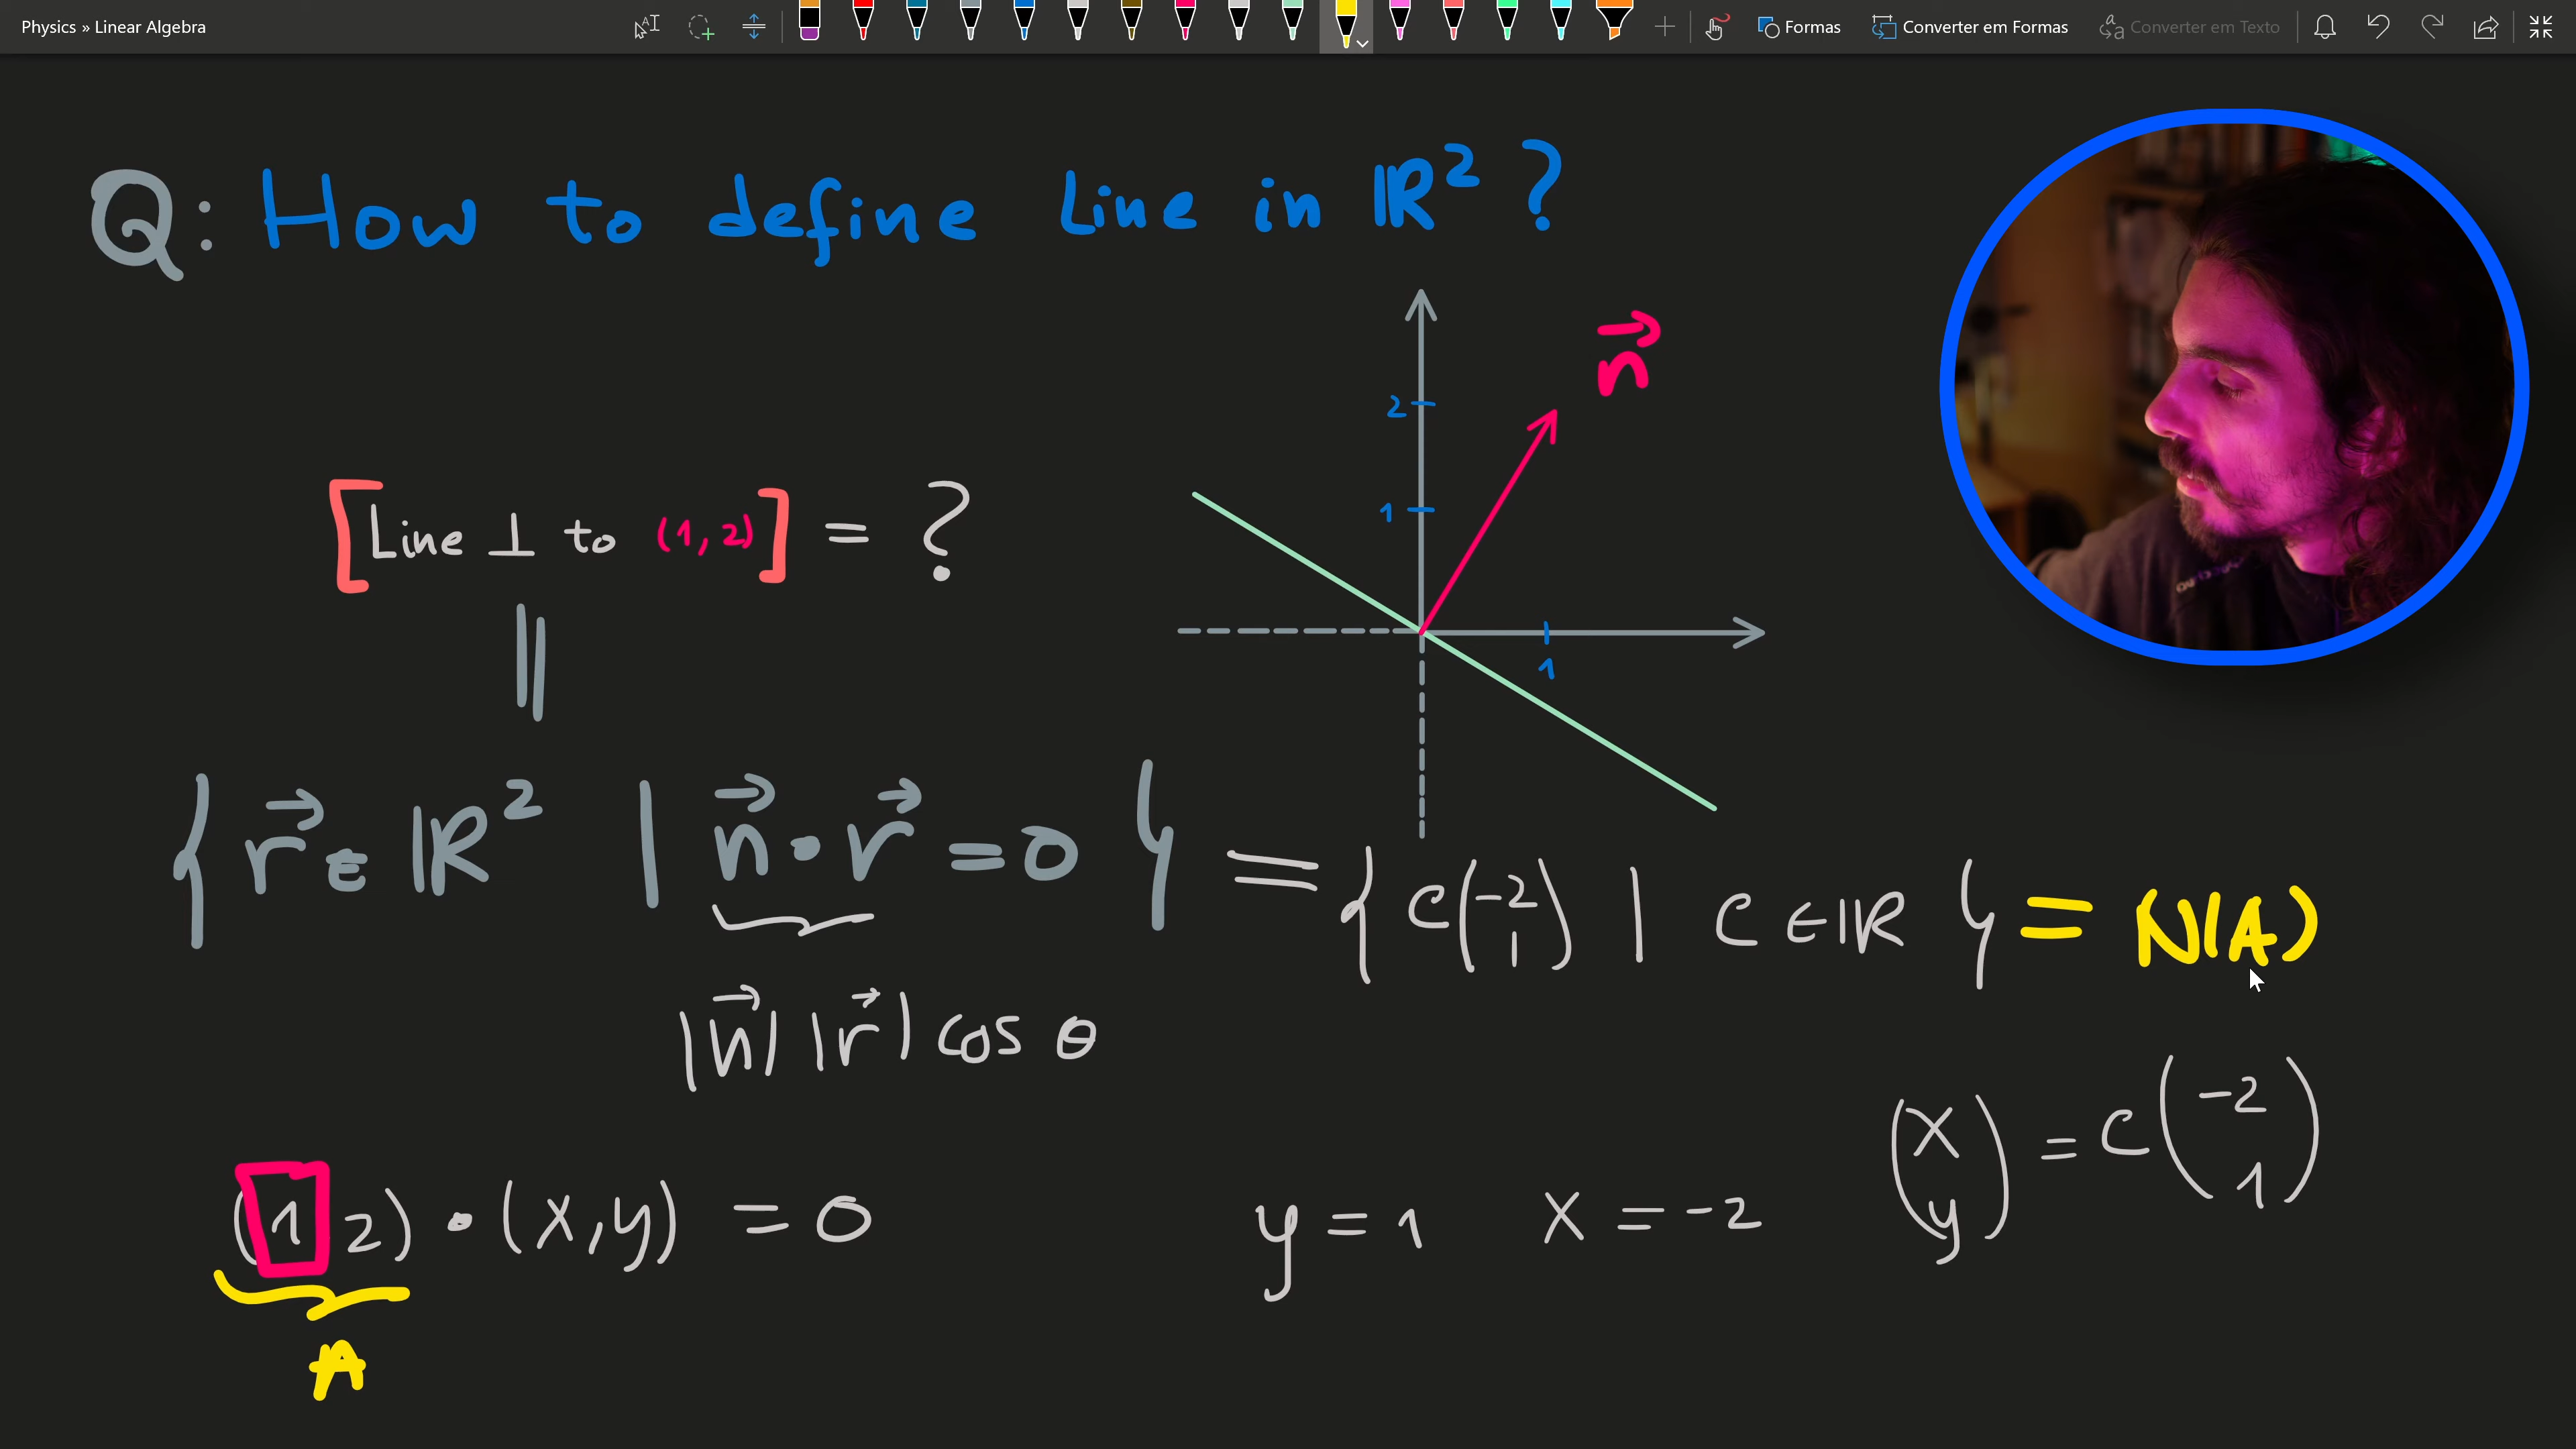 Physics » Linear Algebra
Formas
Converter em Formas
Converter em Texto
Q: How to define Line in ℝ² ?
n⃗
2
1
1
[Line ⊥ to (1, 2)] = ?
||
{ r⃗ ∈ ℝ² | n⃗ · r⃗ = 0 } = { C(-2 1) | C ∈ ℝ } = N(A)
|n⃗| |r⃗| cos θ
(1 2) · (x, y) = 0
y = 1
x = -2
(x y) = C(-2 1)
A